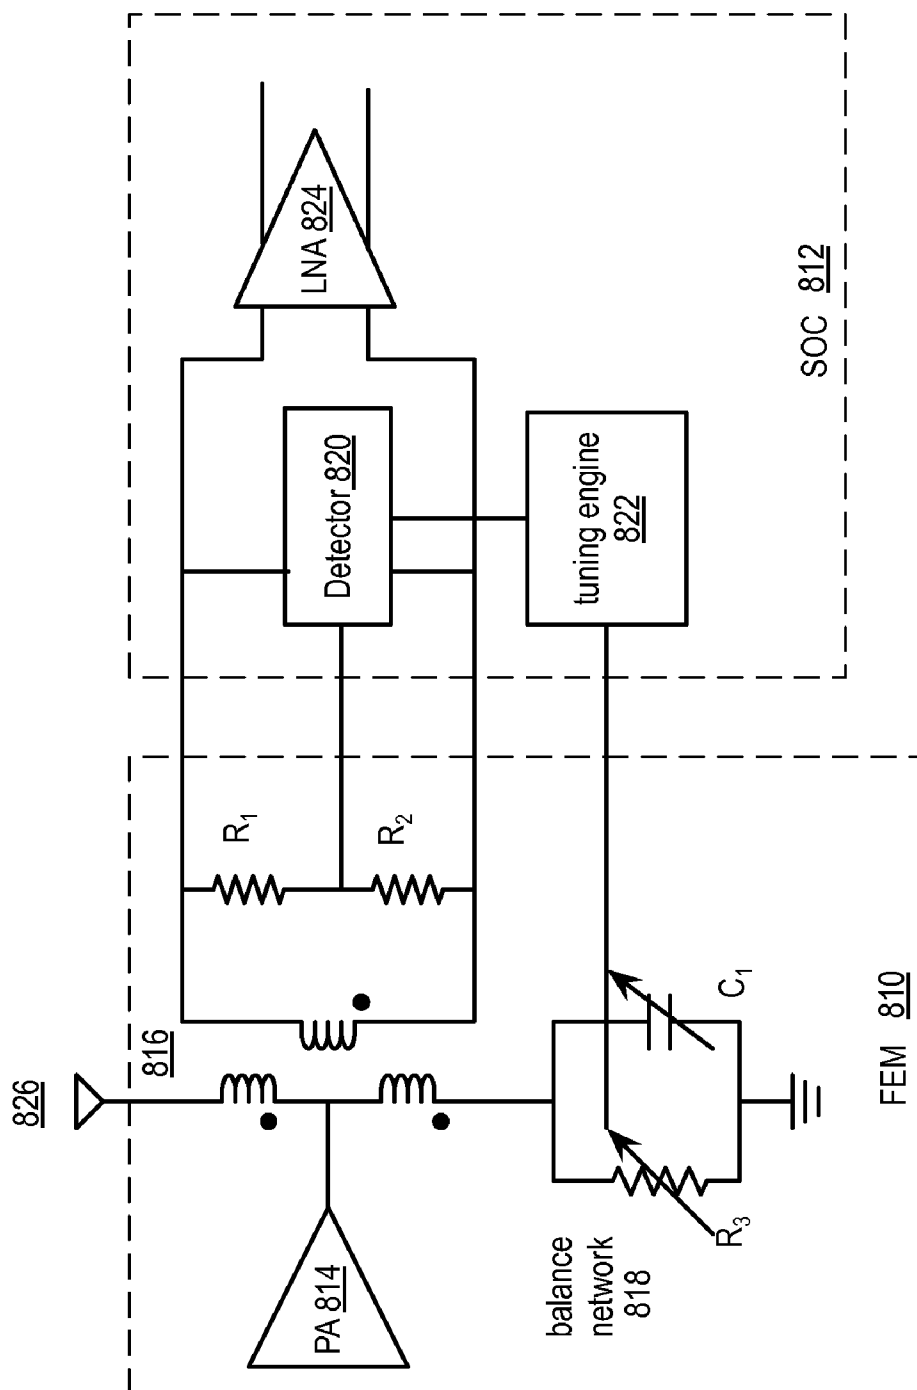 826
816
PA 814
R1
R2
Detector 820
LNA 824
tuning engine
822
SOC 812
balance
network
818
R3
C1
FEM 810